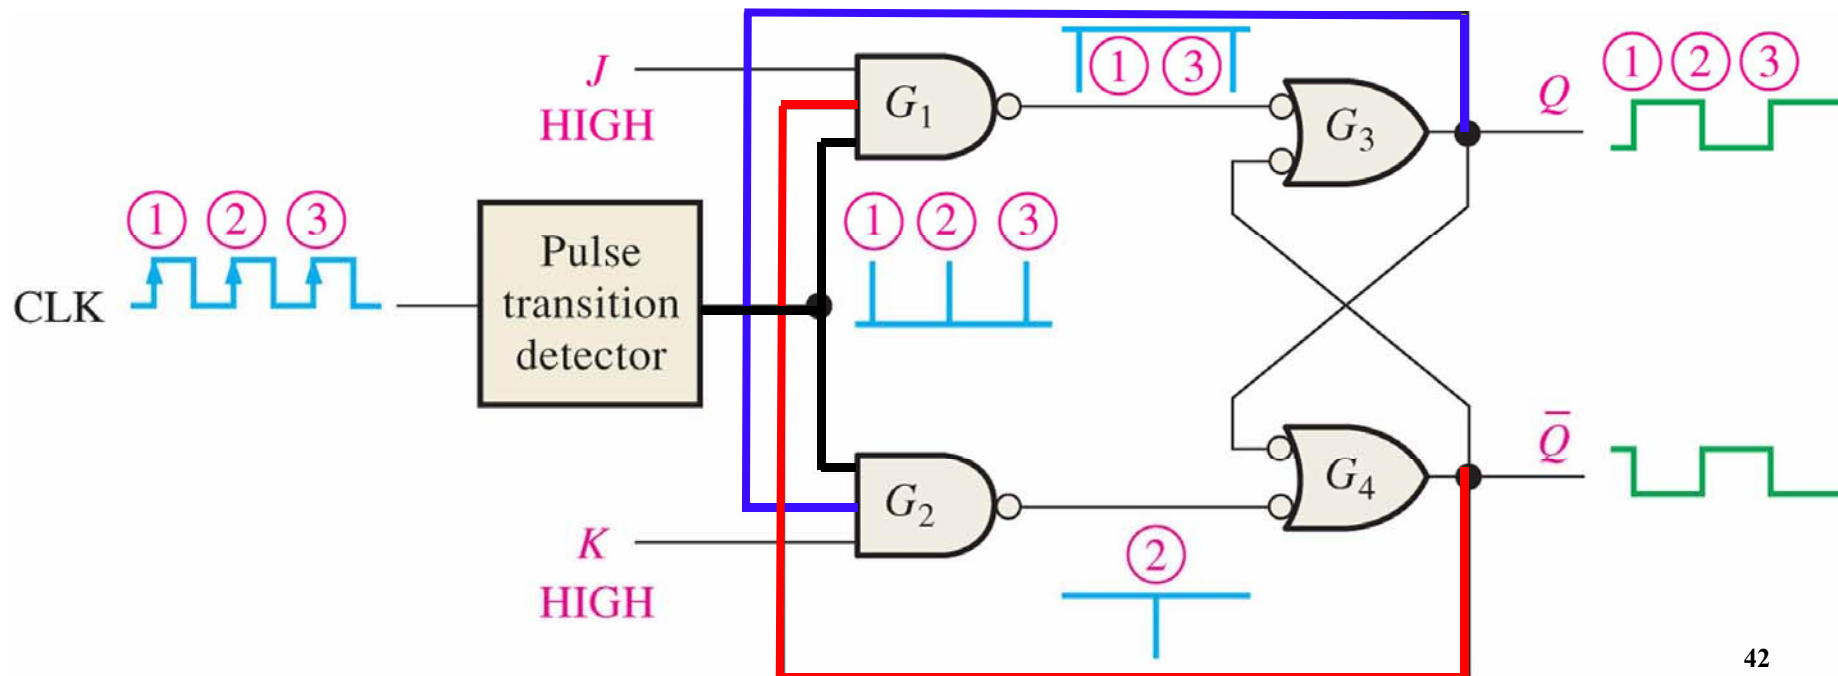 ① ③
① ② ③
J
G₁
G₃
Q
HIGH
① ② ③
① ② ③
Pulse
CLK
transition
detector
G₂
G₄
Q̅
K
②
HIGH
42